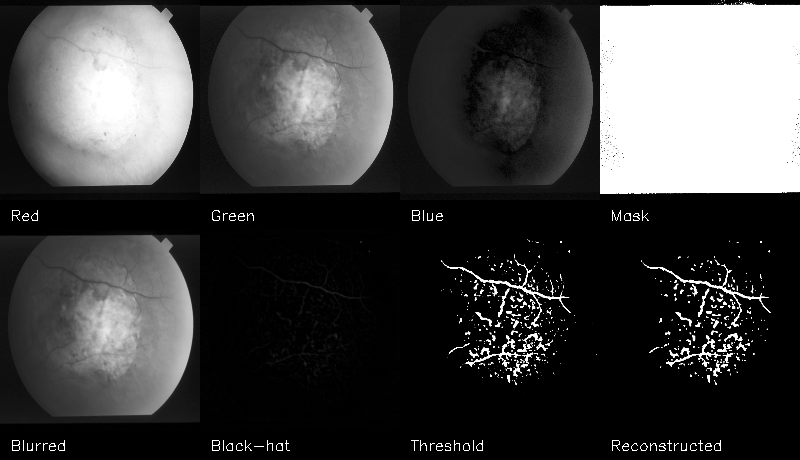 Red
Green
Blue
Mask
Blurred
Black-hat
Threshold
Reconstructed